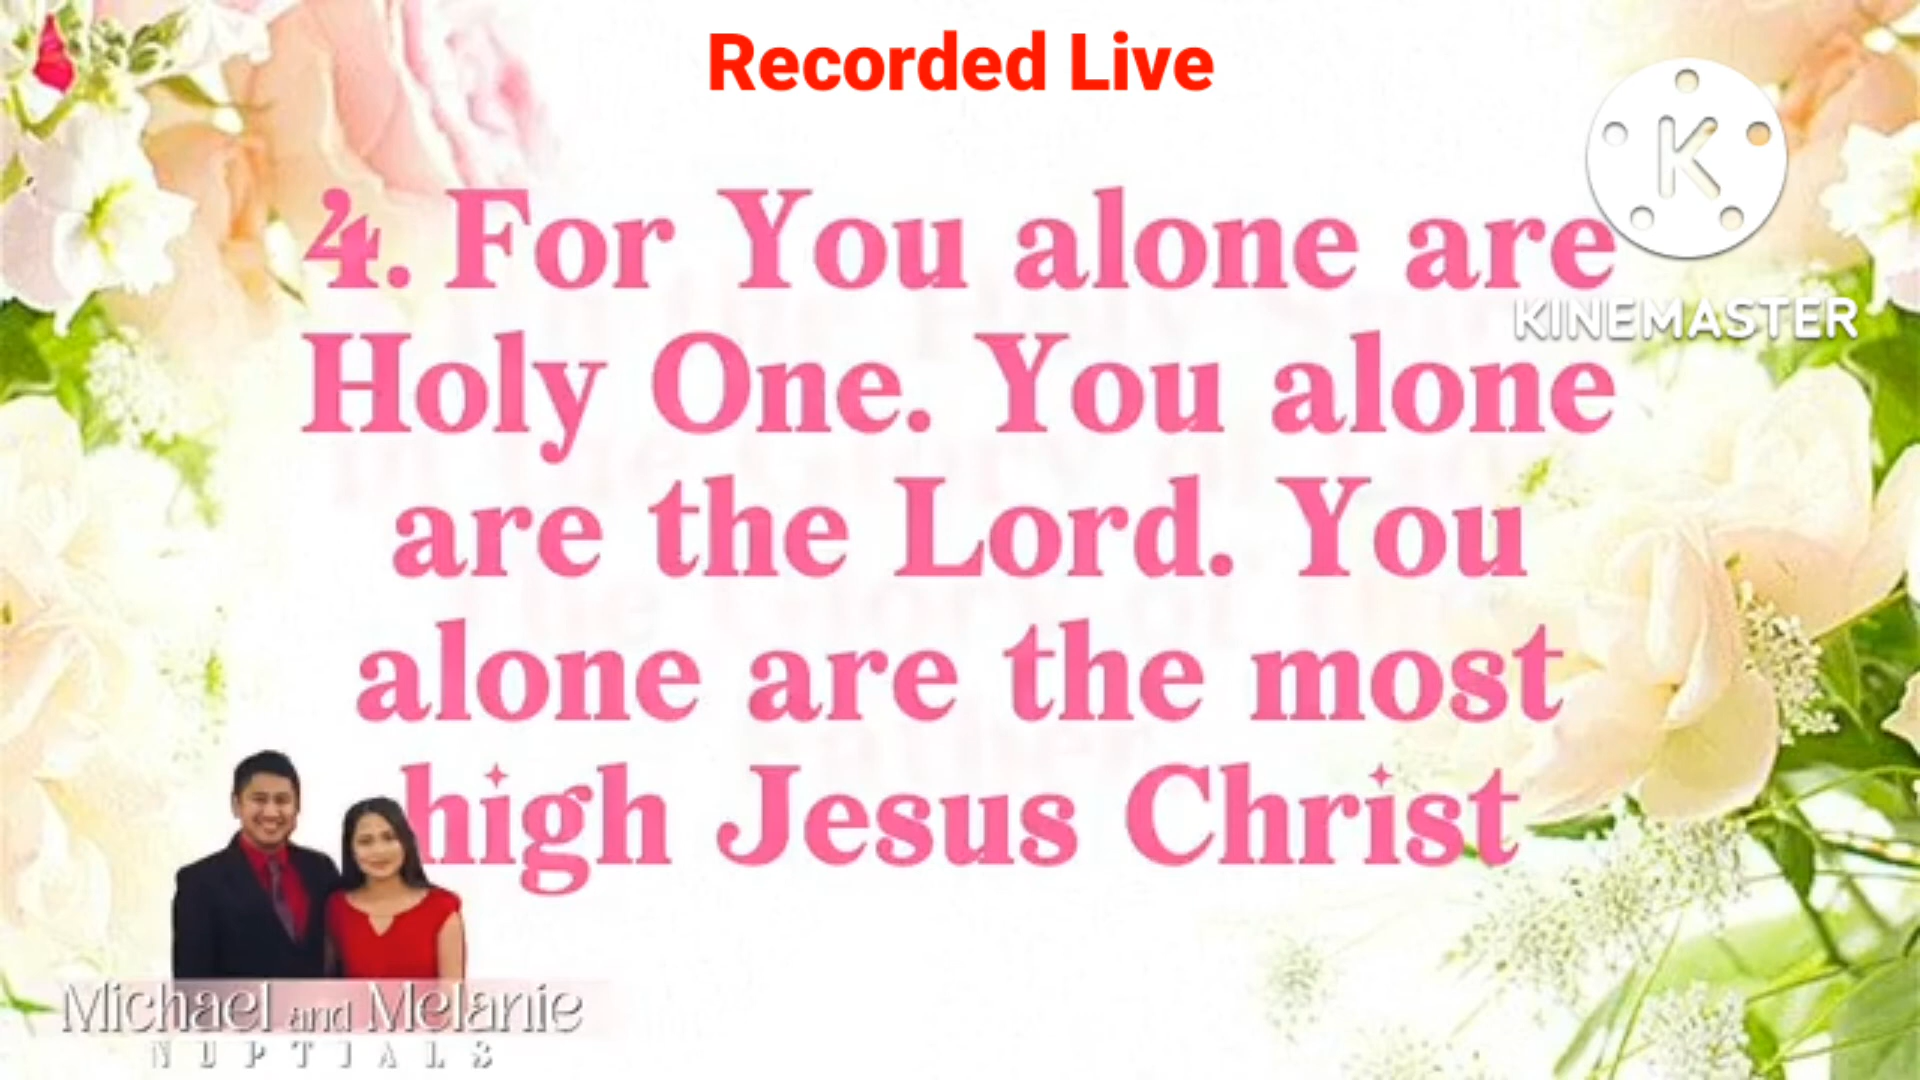 Recorded Live
4. For You alone are
Holy One. You alone
are the Lord. You
alone are the most
high Jesus Christ
K
KINEMASTER
Michael and Melanie
NUPTIALS